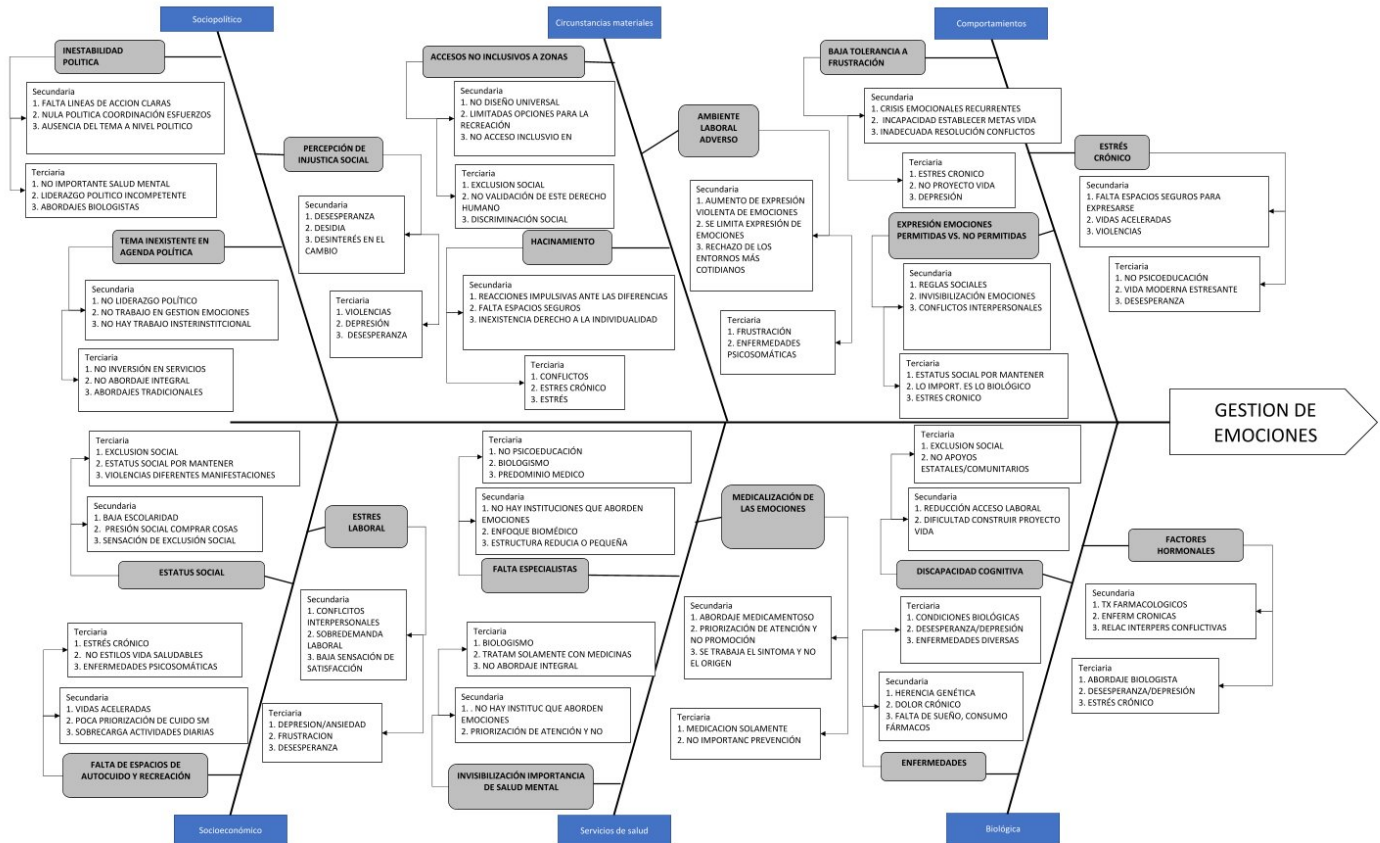 Sociopolítico
INESTABILIDAD
POLITICA
Secundaria
1. FALTA LINEAS DE ACCION CLARAS
2. NULA POLITICA COORDINACIÓN ESFUERZOS
3. AUSENCIA DEL TEMA A NIVEL POLITICO
Terciaria
1. NO IMPORTANTE SALUD MENTAL
2. LIDERAZGO POLITICO INCOMPETENTE
3. ABORDAJES BIOLOGISTAS
PERCEPCIÓN DE
INJUSTICA SOCIAL
Secundaria
1. DESESPERANZA
2. DESIDIA
3. DESINTERÉS EN EL
CAMBIO
Terciaria
1. VIOLENCIAS
2. DEPRESIÓN
3. DESESPERANZA
TEMA INEXISTENTE EN
AGENDA POLÍTICA
Secundaria
1. NO LIDERAZGO POLÍTICO
2. NO TRABAJO EN GESTION EMOCIONES
3. NO HAY TRABAJO INSTERINSTITCIONAL
Terciaria
1. NO INVERSIÓN EN SERVICIOS
2. NO ABORDAJE INTEGRAL
3. ABORDAJES TRADICIONALES
Circunstancias materiales
ACCESOS NO INCLUSIVOS A ZONAS
Secundaria
1. NO DISEÑO UNIVERSAL
2. LIMITADAS OPCIONES PARA LA
RECREACIÓN
3. NO ACCESO INCLUSVIO EN
Terciaria
1. EXCLUSION SOCIAL
2. NO VALIDACIÓN DE ESTE DERECHO
HUMANO
3. DISCRIMINACIÓN SOCIAL
AMBIENTE
LABORAL
ADVERSO
Secundaria
1. AUMENTO DE EXPRESIÓN
VIOLENTA DE EMOCIONES
2. SE LIMITA EXPRESIÓN DE
EMOCIONES
3. RECHAZO DE LOS
ENTORNOS MÁS
COTIDIANOS
Terciaria
1. FRUSTRACIÓN
2. ENFERMEDADES
PSICOSOMÁTICAS
HACINAMIENTO
Secundaria
1. REACCIONES IMPULSIVAS ANTE LAS DIFERENCIAS
2. FALTA ESPACIOS SEGUROS
3. INEXISTENCIA DERECHO A LA INDIVIDUALIDAD
Terciaria
1. CONFLICTOS
2. ESTRES CRÓNICO
3. ESTRÉS
Comportamientos
BAJA TOLERANCIA A
FRUSTRACIÓN
Secundaria
1. CRISIS EMOCIONALES RECURRENTES
2. INCAPACIDAD ESTABLECER METAS VIDA
3. INADECUADA RESOLUCIÓN CONFLICTOS
Terciaria
1. ESTRES CRONICO
2. NO PROYECTO VIDA
3. DEPRESIÓN
ESTRÉS
CRÓNICO
Secundaria
1. FALTA ESPACIOS SEGUROS PARA
EXPRESARSE
2. VIDAS ACELERADAS
3. VIOLENCIAS
Terciaria
1. NO PSICOEDUCACIÓN
2. VIDA MODERNA ESTRESANTE
3. DESESPERANZA
EXPRESIÓN EMOCIONES
PERMITIDAS VS. NO PERMITIDAS
Secundaria
1. REGLAS SOCIALES
2. INVISIBILIZACIÓN EMOCIONES
3. CONFLICTOS INTERPERSONALES
Terciaria
1. ESTATUS SOCIAL POR MANTENER
2. LO IMPORT. ES LO BIOLÓGICO
3. ESTRES CRONICO
GESTION DE
EMOCIONES
Terciaria
1. EXCLUSION SOCIAL
2. ESTATUS SOCIAL POR MANTENER
3. VIOLENCIAS DIFERENTES MANIFESTACIONES
Secundaria
1. BAJA ESCOLARIDAD
2. PRESIÓN SOCIAL COMPRAR COSAS
3. SENSACIÓN DE EXCLUSIÓN SOCIAL
ESTATUS SOCIAL
ESTRES
LABORAL
Secundaria
1. CONFLCITOS
INTERPERSONALES
2. SOBREDEMANDA
LABORAL
3. BAJA SENSACIÓN DE
SATISFACCIÓN
Terciaria
1. DEPRESION/ANSIEDAD
2. FRUSTRACION
3. DESESPERANZA
Terciaria
1. ESTRÉS CRÓNICO
2. NO ESTILOS VIDA SALUDABLES
3. ENFERMEDADES PSICOSOMÁTICAS
Secundaria
1. VIDAS ACELERADAS
2. POCA PRIORIZACIÓN DE CUIDO SM
3. SOBRECARGA ACTIVIDADES DIARIAS
FALTA DE ESPACIOS DE
AUTOCUIDO Y RECREACIÓN
Socioeconómico
Terciaria
1. NO PSICOEDUCACIÓN
2. BIOLOGISMO
3. PREDOMINIO MEDICO
Secundaria
1. NO HAY INSTITUCIONES QUE ABORDEN
EMOCIONES
2. ENFOQUE BIOMÉDICO
3. ESTRUCTURA REDUCIA O PEQUEÑA
FALTA ESPECIALISTAS
MEDICALIZACIÓN DE
LAS EMOCIONES
Secundaria
1. ABORDAJE MEDICAMENTOSO
2. PRIORIZACIÓN DE ATENCIÓN Y
NO PROMOCIÓN
3. SE TRABAJA EL SINTOMA Y NO
EL ORIGEN
Terciaria
1. MEDICACION SOLAMENTE
2. NO IMPORTANC PREVENCIÓN
Terciaria
1. BIOLOGISMO
2. TRATAM SOLAMENTE CON MEDICINAS
3. NO ABORDAJE INTEGRAL
Secundaria
1. . NO HAY INSTITUC QUE ABORDEN
EMOCIONES
2. PRIORIZACIÓN DE ATENCIÓN Y NO
INVISIBILIZACIÓN IMPORTANCIA
DE SALUD MENTAL
Servicios de salud
Terciaria
1. EXCLUSION SOCIAL
2. NO APOYOS
ESTATALES/COMUNITARIOS
Secundaria
1. REDUCCIÓN ACCESO LABORAL
2. DIFICULTAD CONSTRUIR PROYECTO
VIDA
DISCAPACIDAD COGNITIVA
FACTORES
HORMONALES
Secundaria
1. TX FARMACOLOGICOS
2. ENFERM CRONICAS
3. RELAC INTERPERS CONFLICTIVAS
Terciaria
1. ABORDAJE BIOLOGISTA
2. DESESPERANZA/DEPRESIÓN
3. ESTRÉS CRÓNICO
Terciaria
1. CONDICIONES BIOLÓGICAS
2. DESESPERANZA/DEPRESIÓN
3. ENFERMEDADES DIVERSAS
Secundaria
1. HERENCIA GENÉTICA
2. DOLOR CRÓNICO
3. FALTA DE SUEÑO, CONSUMO
FÁRMACOS
ENFERMEDADES
Biológica